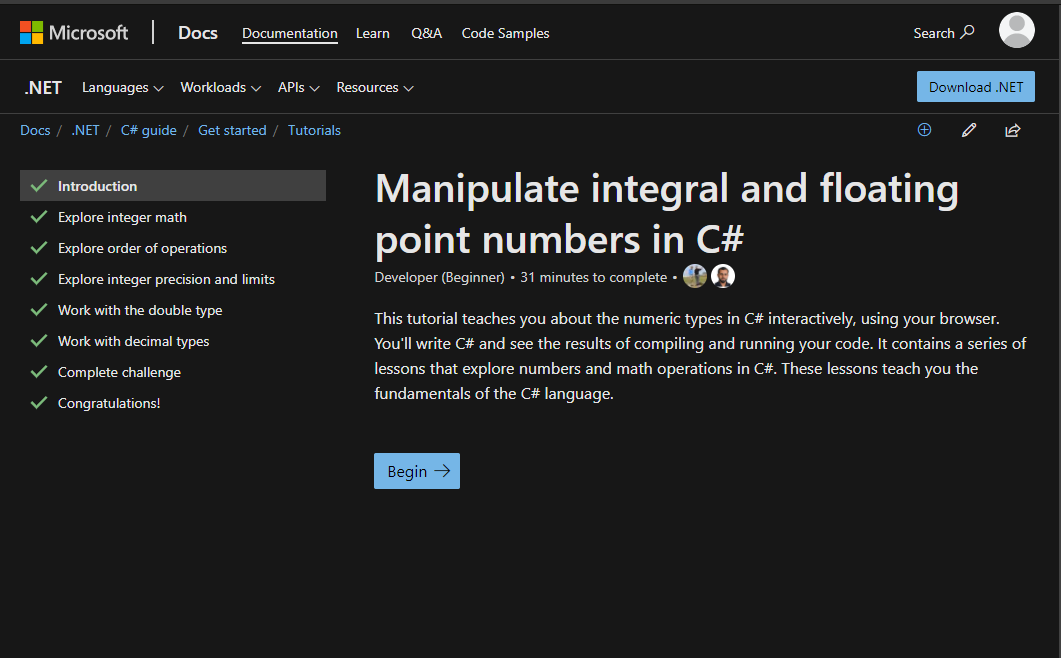 Microsoft Docs Documentation Learn Q&A Code Samples Search
.NET Languages Workloads APIs Resources Download .NET
Docs / .NET / C# guide / Get started / Tutorials
Introduction
Explore integer math
Explore order of operations
Explore integer precision and limits
Work with the double type
Work with decimal types
Complete challenge
Congratulations!
Manipulate integral and floating
point numbers in C#
Developer (Beginner) • 31 minutes to complete •
This tutorial teaches you about the numeric types in C# interactively, using your browser.
You'll write C# and see the results of compiling and running your code. It contains a series of
lessons that explore numbers and math operations in C#. These lessons teach you the
fundamentals of the C# language.
Begin